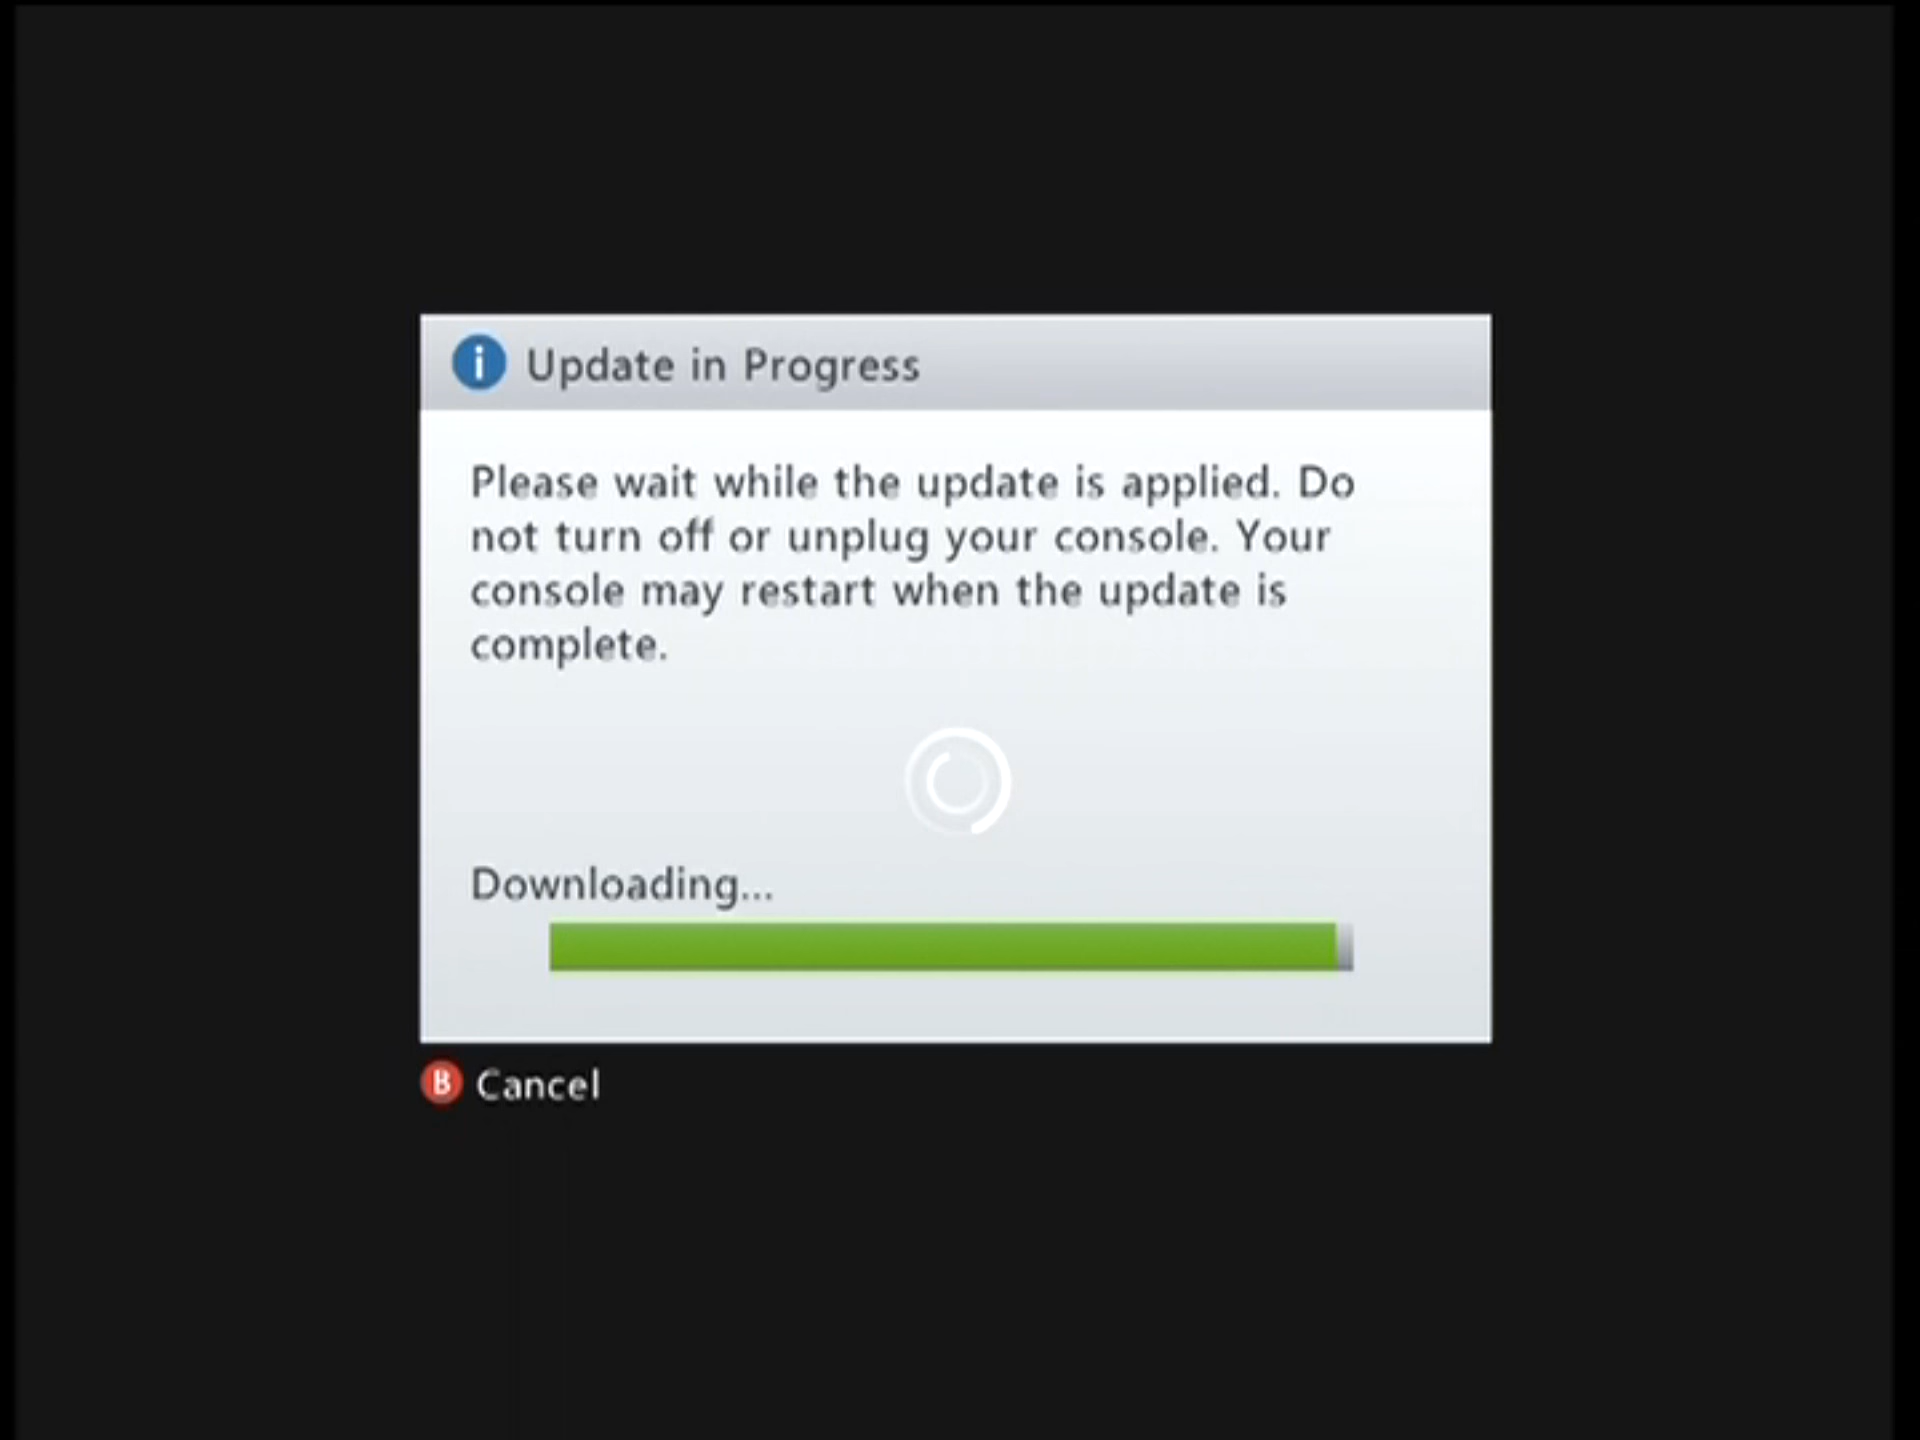 i Update in Progress
Please wait while the update is applied. Do
not turn off or unplug your console. Your
console may restart when the update is
complete.
Downloading...
B Cancel